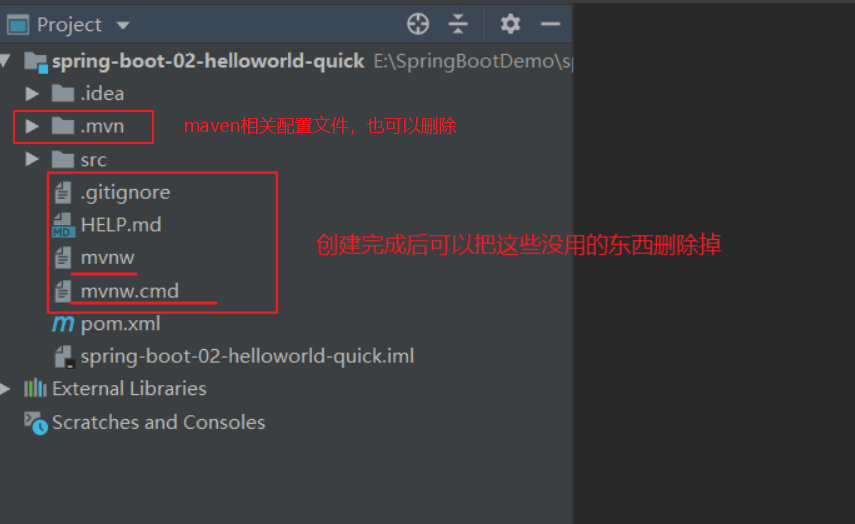 Project
spring-boot-02-helloworld-quick E:\SpringBootDemo\sp
.idea
.mvn maven相关配置文件，也可以删除
src
.gitignore
MD HELP.md
创建完成后可以把这些没用的东西删除掉
mvnw
mvnw.cmd
m pom.xml
spring-boot-02-helloworld-quick.iml
External Libraries
Scratches and Consoles